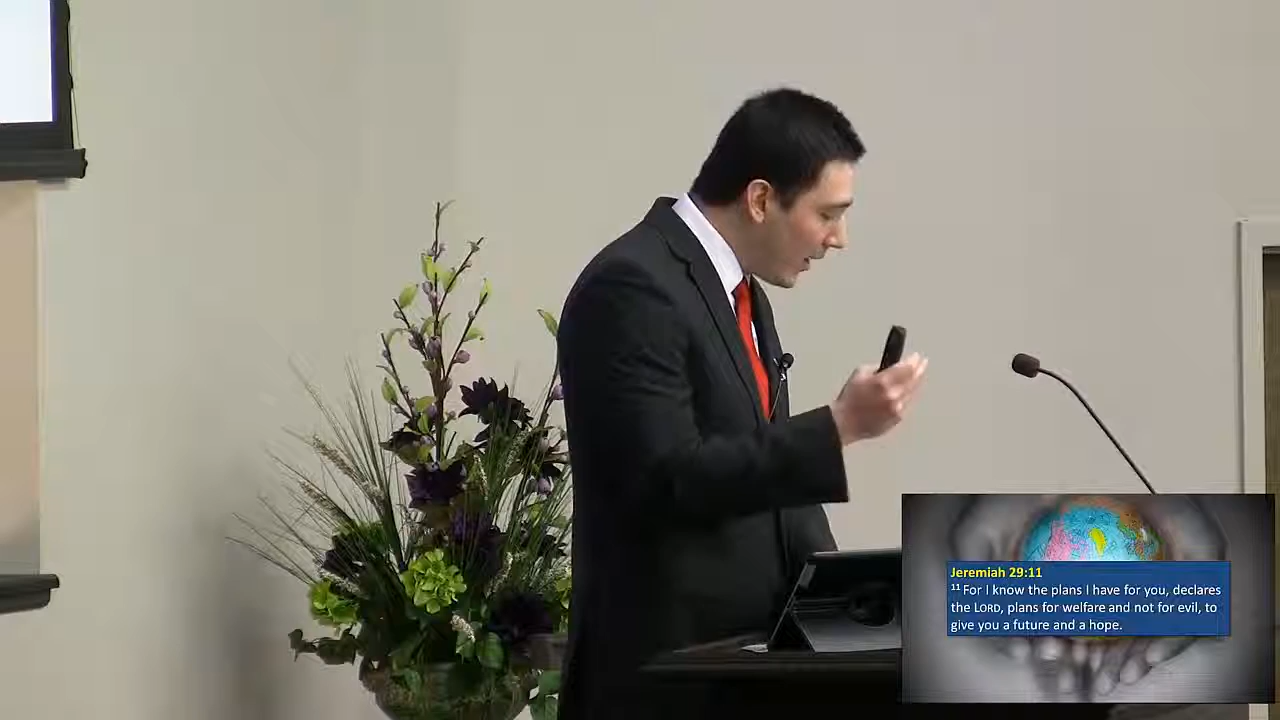 Jeremiah 29:11
11 For I know the plans I have for you, declares
the LORD, plans for welfare and not for evil, to
give you a future and a hope.